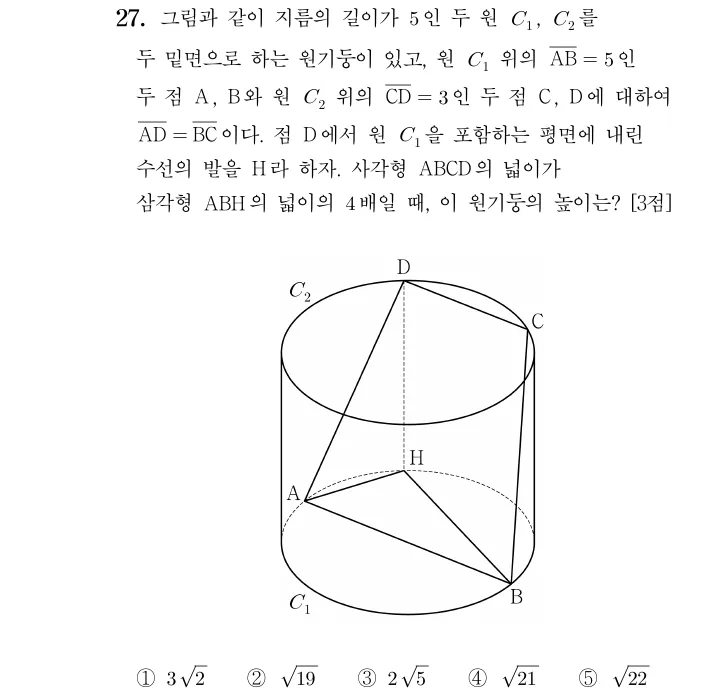 27. 그림과 같이 지름의 길이가 5인 두 원 C₁, C₂를
두 밑면으로 하는 원기둥이 있고, 원 C₁ 위의 A̅B̅ = 5인
두 점 A, B와 원 C₂ 위의 C̅D̅ = 3인 두 점 C, D에 대하여
A̅D̅ = B̅C̅이다. 점 D에서 원 C₁을 포함하는 평면에 내린
수선의 발을 H라 하자. 사각형 ABCD의 넓이가
삼각형 ABH의 넓이의 4배일 때, 이 원기둥의 높이는? [3점]
D
C₂
C
H
A
B
C₁
① 3√2 ② √19 ③ 2√5 ④ √21 ⑤ √22